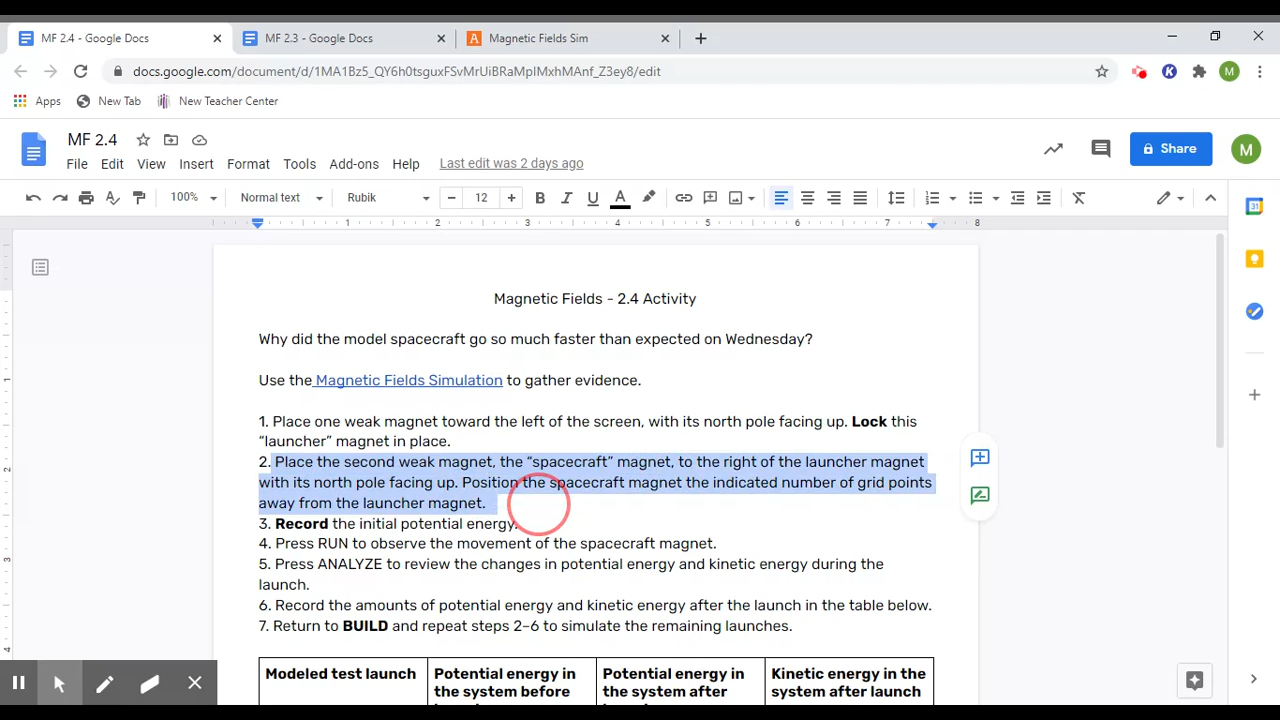 MF 2.4 - Google Docs
MF 2.3 - Google Docs
Magnetic Fields Sim
docs.google.com/document/d/1MA1Bz5_QY6h0tsguxFSvMrUiBRaMpIMxhMAnf_Z3ey8/edit
Apps
New Tab
New Teacher Center
MF 2.4
File Edit View Insert Format Tools Add-ons Help Last edit was 2 days ago
Share
M
100% Normal text Rubik 12
1 2 3 4 5 6 7 8
Magnetic Fields - 2.4 Activity
Why did the model spacecraft go so much faster than expected on Wednesday?
Use the Magnetic Fields Simulation to gather evidence.
1. Place one weak magnet toward the left of the screen, with its north pole facing up. Lock this
“launcher” magnet in place.
2. Place the second weak magnet, the “spacecraft” magnet, to the right of the launcher magnet
with its north pole facing up. Position the spacecraft magnet the indicated number of grid points
away from the launcher magnet.
3. Record the initial potential energy.
4. Press RUN to observe the movement of the spacecraft magnet.
5. Press ANALYZE to review the changes in potential energy and kinetic energy during the
launch.
6. Record the amounts of potential energy and kinetic energy after the launch in the table below.
7. Return to BUILD and repeat steps 2–6 to simulate the remaining launches.
Modeled test launch
Potential energy in
the system before
Potential energy in
the system after
Kinetic energy in the
system after launch